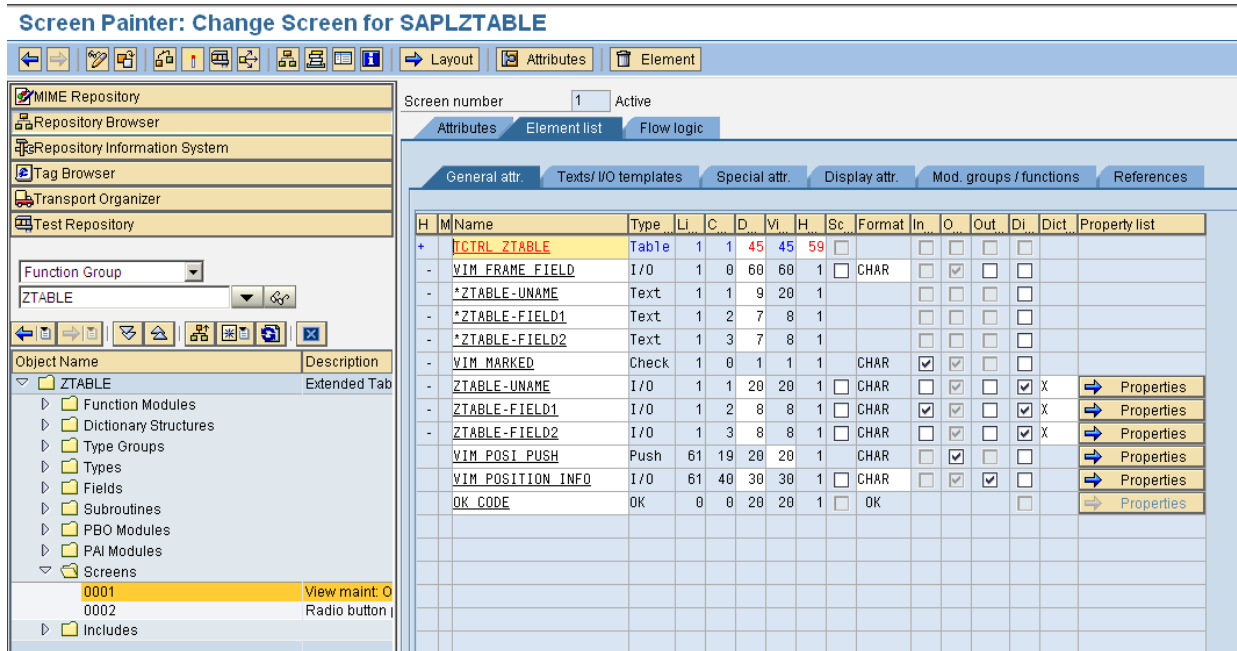 Screen Painter: Change Screen for SAPLZTABLE
Layout Attributes Element
MIME Repository
Repository Browser
Repository Information System
Tag Browser
Transport Organizer
Test Repository
Function Group
ZTABLE
Object Name Description
ZTABLE Extended Tab
Function Modules
Dictionary Structures
Type Groups
Types
Fields
Subroutines
PBO Modules
PAI Modules
Screens
0001 View maint: O
0002 Radio button p
Includes
Screen number 1 Active
Attributes Element list Flow logic
General attr. Texts/ I/O templates Special attr. Display attr. Mod. groups / functions References
H M Name Type... Li... C... D... Vi... H... Sc... Format In... O... Out... Di... Dict... Property list
+ TCTRL_ZTABLE Table 1 1 45 45 59
- VIM_FRAME_FIELD I/O 1 0 60 60 1 CHAR
- *ZTABLE-UNAME Text 1 1 9 20 1
- *ZTABLE-FIELD1 Text 1 2 7 8 1
- *ZTABLE-FIELD2 Text 1 3 7 8 1
- VIM_MARKED Check 1 0 1 1 1 CHAR
- ZTABLE-UNAME I/O 1 1 20 20 1 CHAR X Properties
- ZTABLE-FIELD1 I/O 1 2 8 8 1 CHAR X Properties
- ZTABLE-FIELD2 I/O 1 3 8 8 1 CHAR X Properties
VIM_POSI_PUSH Push 61 19 20 20 1 CHAR Properties
VIM_POSITION_INFO I/O 61 40 30 30 1 CHAR Properties
OK_CODE OK 0 0 20 20 1 OK Properties